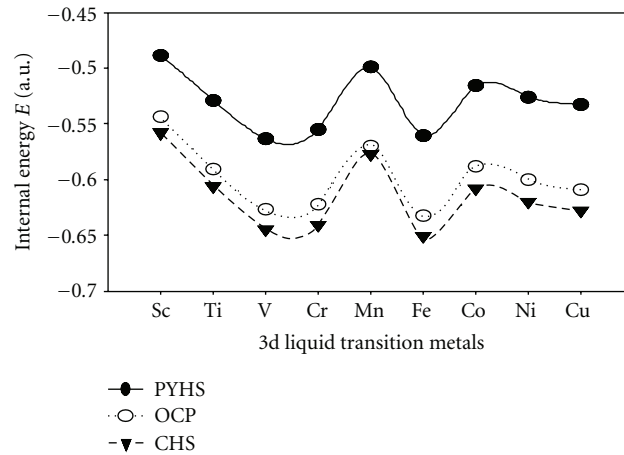 Internal energy E (a.u.)
−0.45
−0.5
−0.55
−0.6
−0.65
−0.7
Sc Ti V Cr Mn Fe Co Ni Cu
3d liquid transition metals
PYHS
OCP
CHS